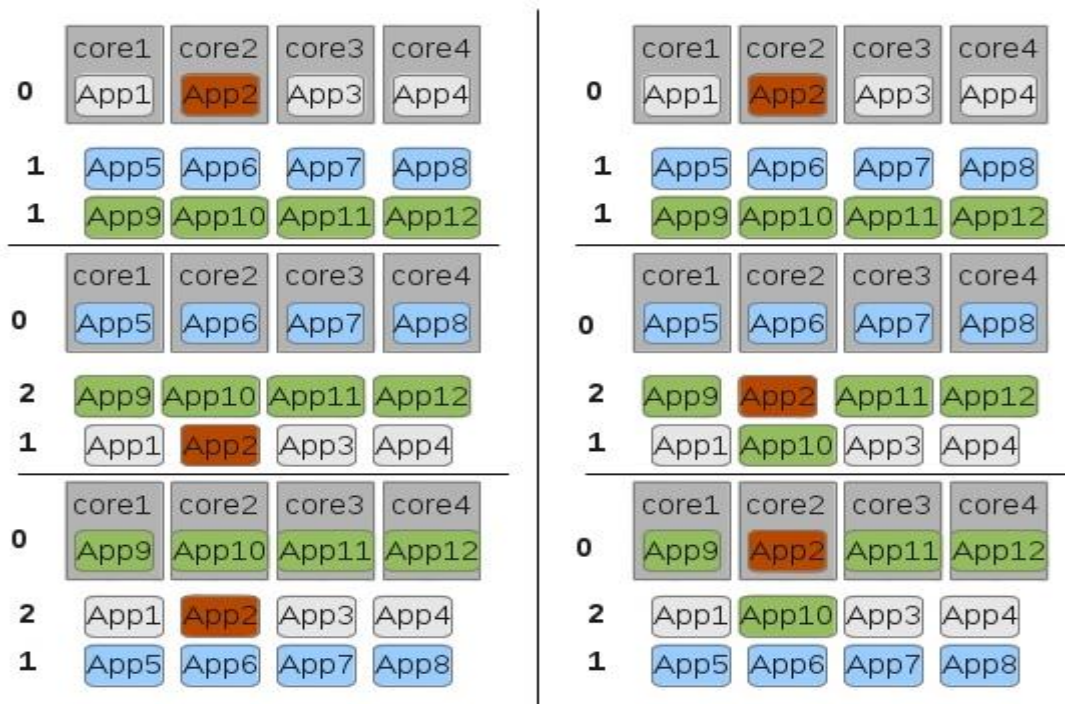 core1 core2 core3 core4
0 App1 App2 App3 App4
1 App5 App6 App7 App8
1 App9 App10 App11 App12
core1 core2 core3 core4
0 App5 App6 App7 App8
2 App9 App10 App11 App12
1 App1 App2 App3 App4
core1 core2 core3 core4
0 App9 App10 App11 App12
2 App1 App2 App3 App4
1 App5 App6 App7 App8
core1 core2 core3 core4
0 App1 App2 App3 App4
1 App5 App6 App7 App8
1 App9 App10 App11 App12
core1 core2 core3 core4
0 App5 App6 App7 App8
2 App9 App2 App11 App12
1 App1 App10 App3 App4
core1 core2 core3 core4
0 App9 App2 App11 App12
2 App1 App10 App3 App4
1 App5 App6 App7 App8